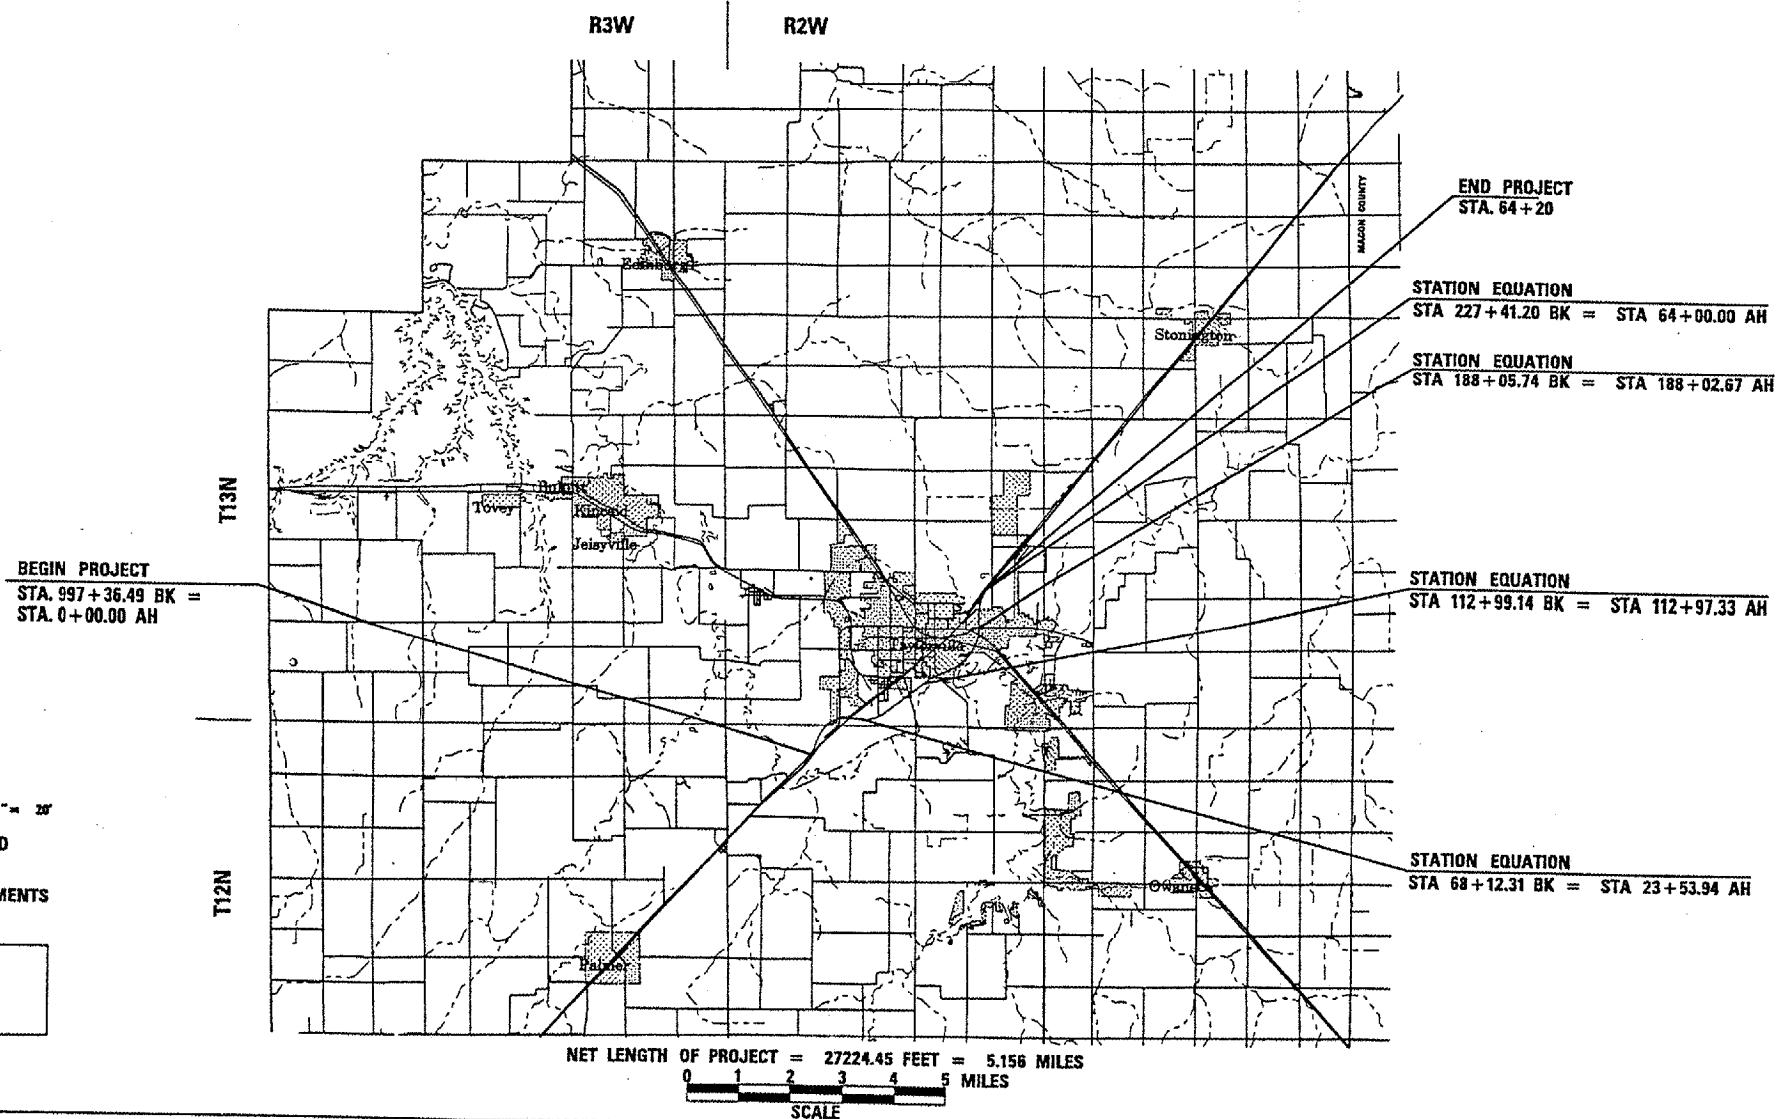 R3W
R2W
MACON COUNTY
END PROJECT
STA. 64+20
STATION EQUATION
STA 227+41.20 BK = STA 64+00.00 AH
STATION EQUATION
STA 188+05.74 BK = STA 188+02.67 AH
Edinburg
Stonington
T13N
Tovey
Kincaid
Jeisyville
BEGIN PROJECT
STA. 997+36.49 BK =
STA. 0+00.00 AH
STATION EQUATION
STA 112+99.14 BK = STA 112+97.33 AH
Taylorville
"= 20'
D
MENTS
T12N
STATION EQUATION
STA 68+12.31 BK = STA 23+53.94 AH
Palmer
NET LENGTH OF PROJECT = 27224.45 FEET = 5.156 MILES
0 1 2 3 4 5 MILES
SCALE